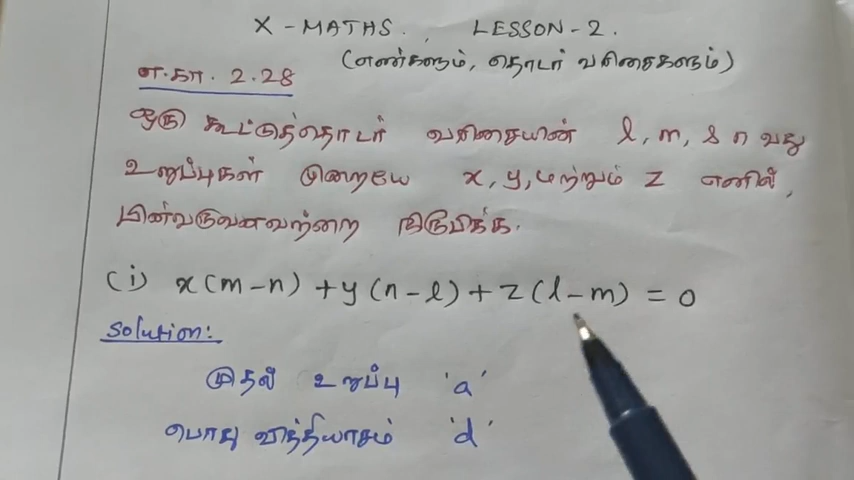 X - MATHS. LESSON - 2.
(எண்களும், தொடர் வரிசைகளும்)
எ.கா. 2.28
ஒரு கூட்டுத்தொடர் வரிசையின் l, m, & n வது
உறுப்புகள் முறையே x, y, மற்றும் z எனில்,
பின்வருவனவற்றை நிரூபிக்க.
(i) x(m-n) + y(n-l) + z(l-m) = 0
Solution:
முதல் உறுப்பு 'a'
பொது வித்தியாசம் 'd'